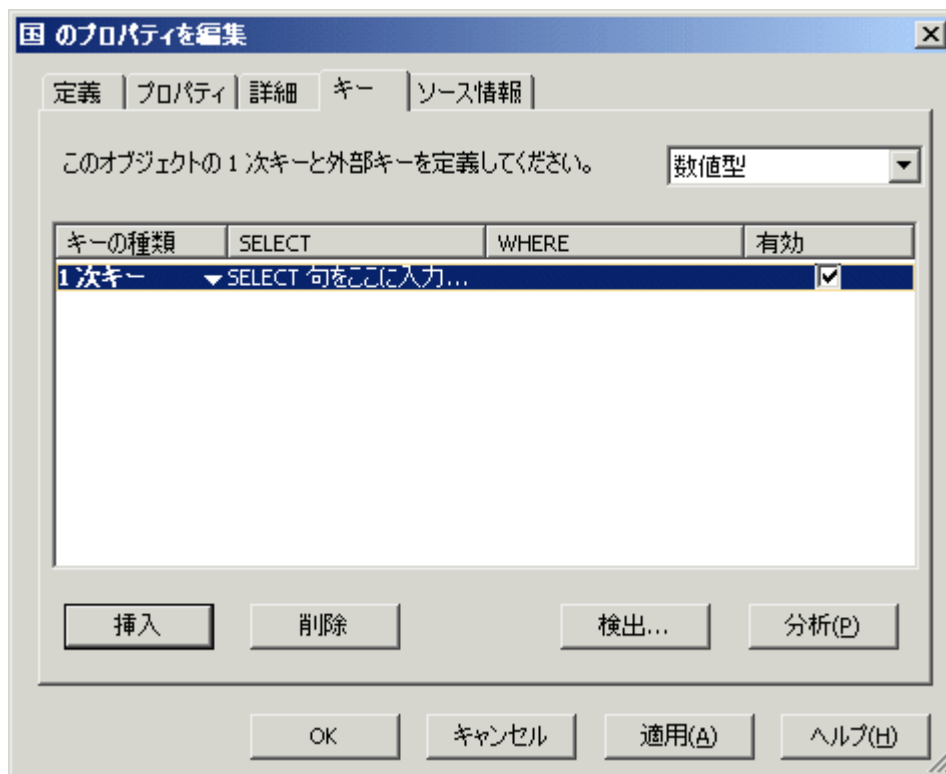 国 のプロパティを編集
定義 プロパティ 詳細 キー ソース情報
このオブジェクトの 1 次キーと外部キーを定義してください。 数値型
キーの種類 SELECT WHERE 有効
1 次キー SELECT 句をここに入力...
挿入 削除 検出... 分析(P)
OK キャンセル 適用(A) ヘルプ(H)